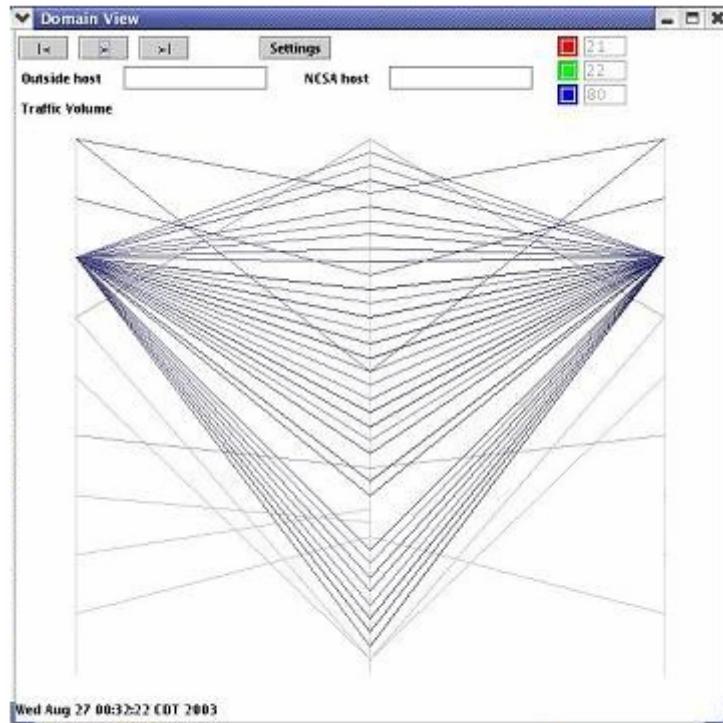 Domain View
|< > >| Settings
21
22
80
Outside host NCSA host
Traffic Volume
Wed Aug 27 00:32:22 CDT 2003